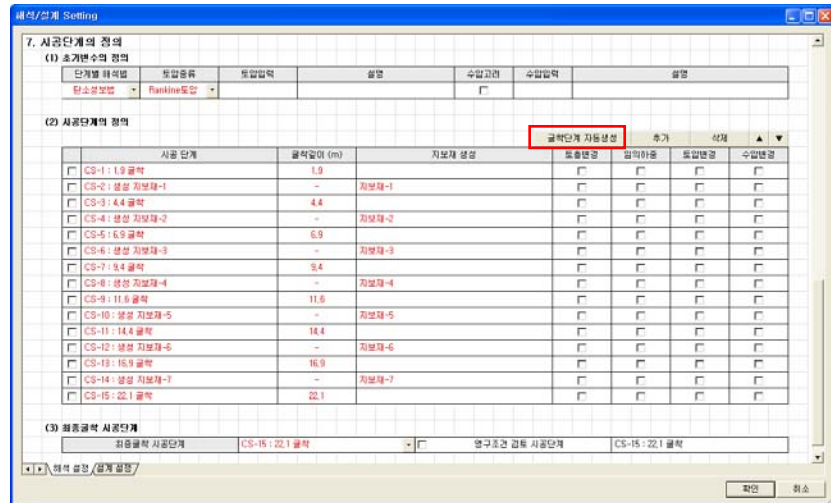 해석/설계 Setting
7. 시공단계의 정의
(1) 초기변수의 정의
단계별 해석법 토압종류 토압입력 설명 수압고려 수압입력 설명
탄소성보법 Rankine토압
(2) 시공단계의 정의
굴착단계 자동생성 추가 삭제 ▲ ▼
시공 단계 굴착깊이 (m) 지보재 생성 토층변경 임의하중 토압변경 수압변경
CS-1 : 1.9 굴착 1.9
CS-2 : 생성 지보재-1 - 지보재-1
CS-3 : 4.4 굴착 4.4
CS-4 : 생성 지보재-2 - 지보재-2
CS-5 : 6.9 굴착 6.9
CS-6 : 생성 지보재-3 - 지보재-3
CS-7 : 9.4 굴착 9.4
CS-8 : 생성 지보재-4 - 지보재-4
CS-9 : 11.6 굴착 11.6
CS-10 : 생성 지보재-5 - 지보재-5
CS-11 : 14.4 굴착 14.4
CS-12 : 생성 지보재-6 - 지보재-6
CS-13 : 16.9 굴착 16.9
CS-14 : 생성 지보재-7 - 지보재-7
CS-15 : 22.1 굴착 22.1
(3) 최종굴착 시공단계
최종굴착 시공단계 CS-15 : 22.1 굴착 영구조건 검토 시공단계 CS-15 : 22.1 굴착
해석 설정 설계 설정
확인 취소